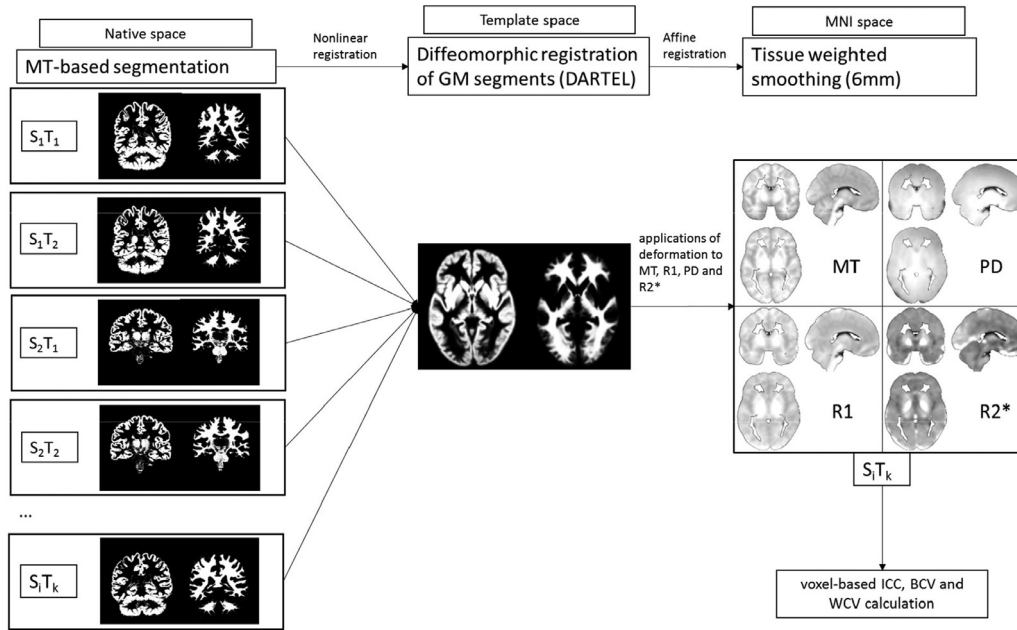 Native space
MT-based segmentation
Nonlinear
registration
Template space
Diffeomorphic registration
of GM segments (DARTEL)
Affine
registration
MNI space
Tissue weighted
smoothing (6mm)
S₁T₁
S₁T₂
S₂T₁
S₂T₂
...
SᵢTₖ
applications of
deformation to
MT, R1, PD and
R2*
MT
PD
R1
R2*
SᵢTₖ
voxel-based ICC, BCV and
WCV calculation